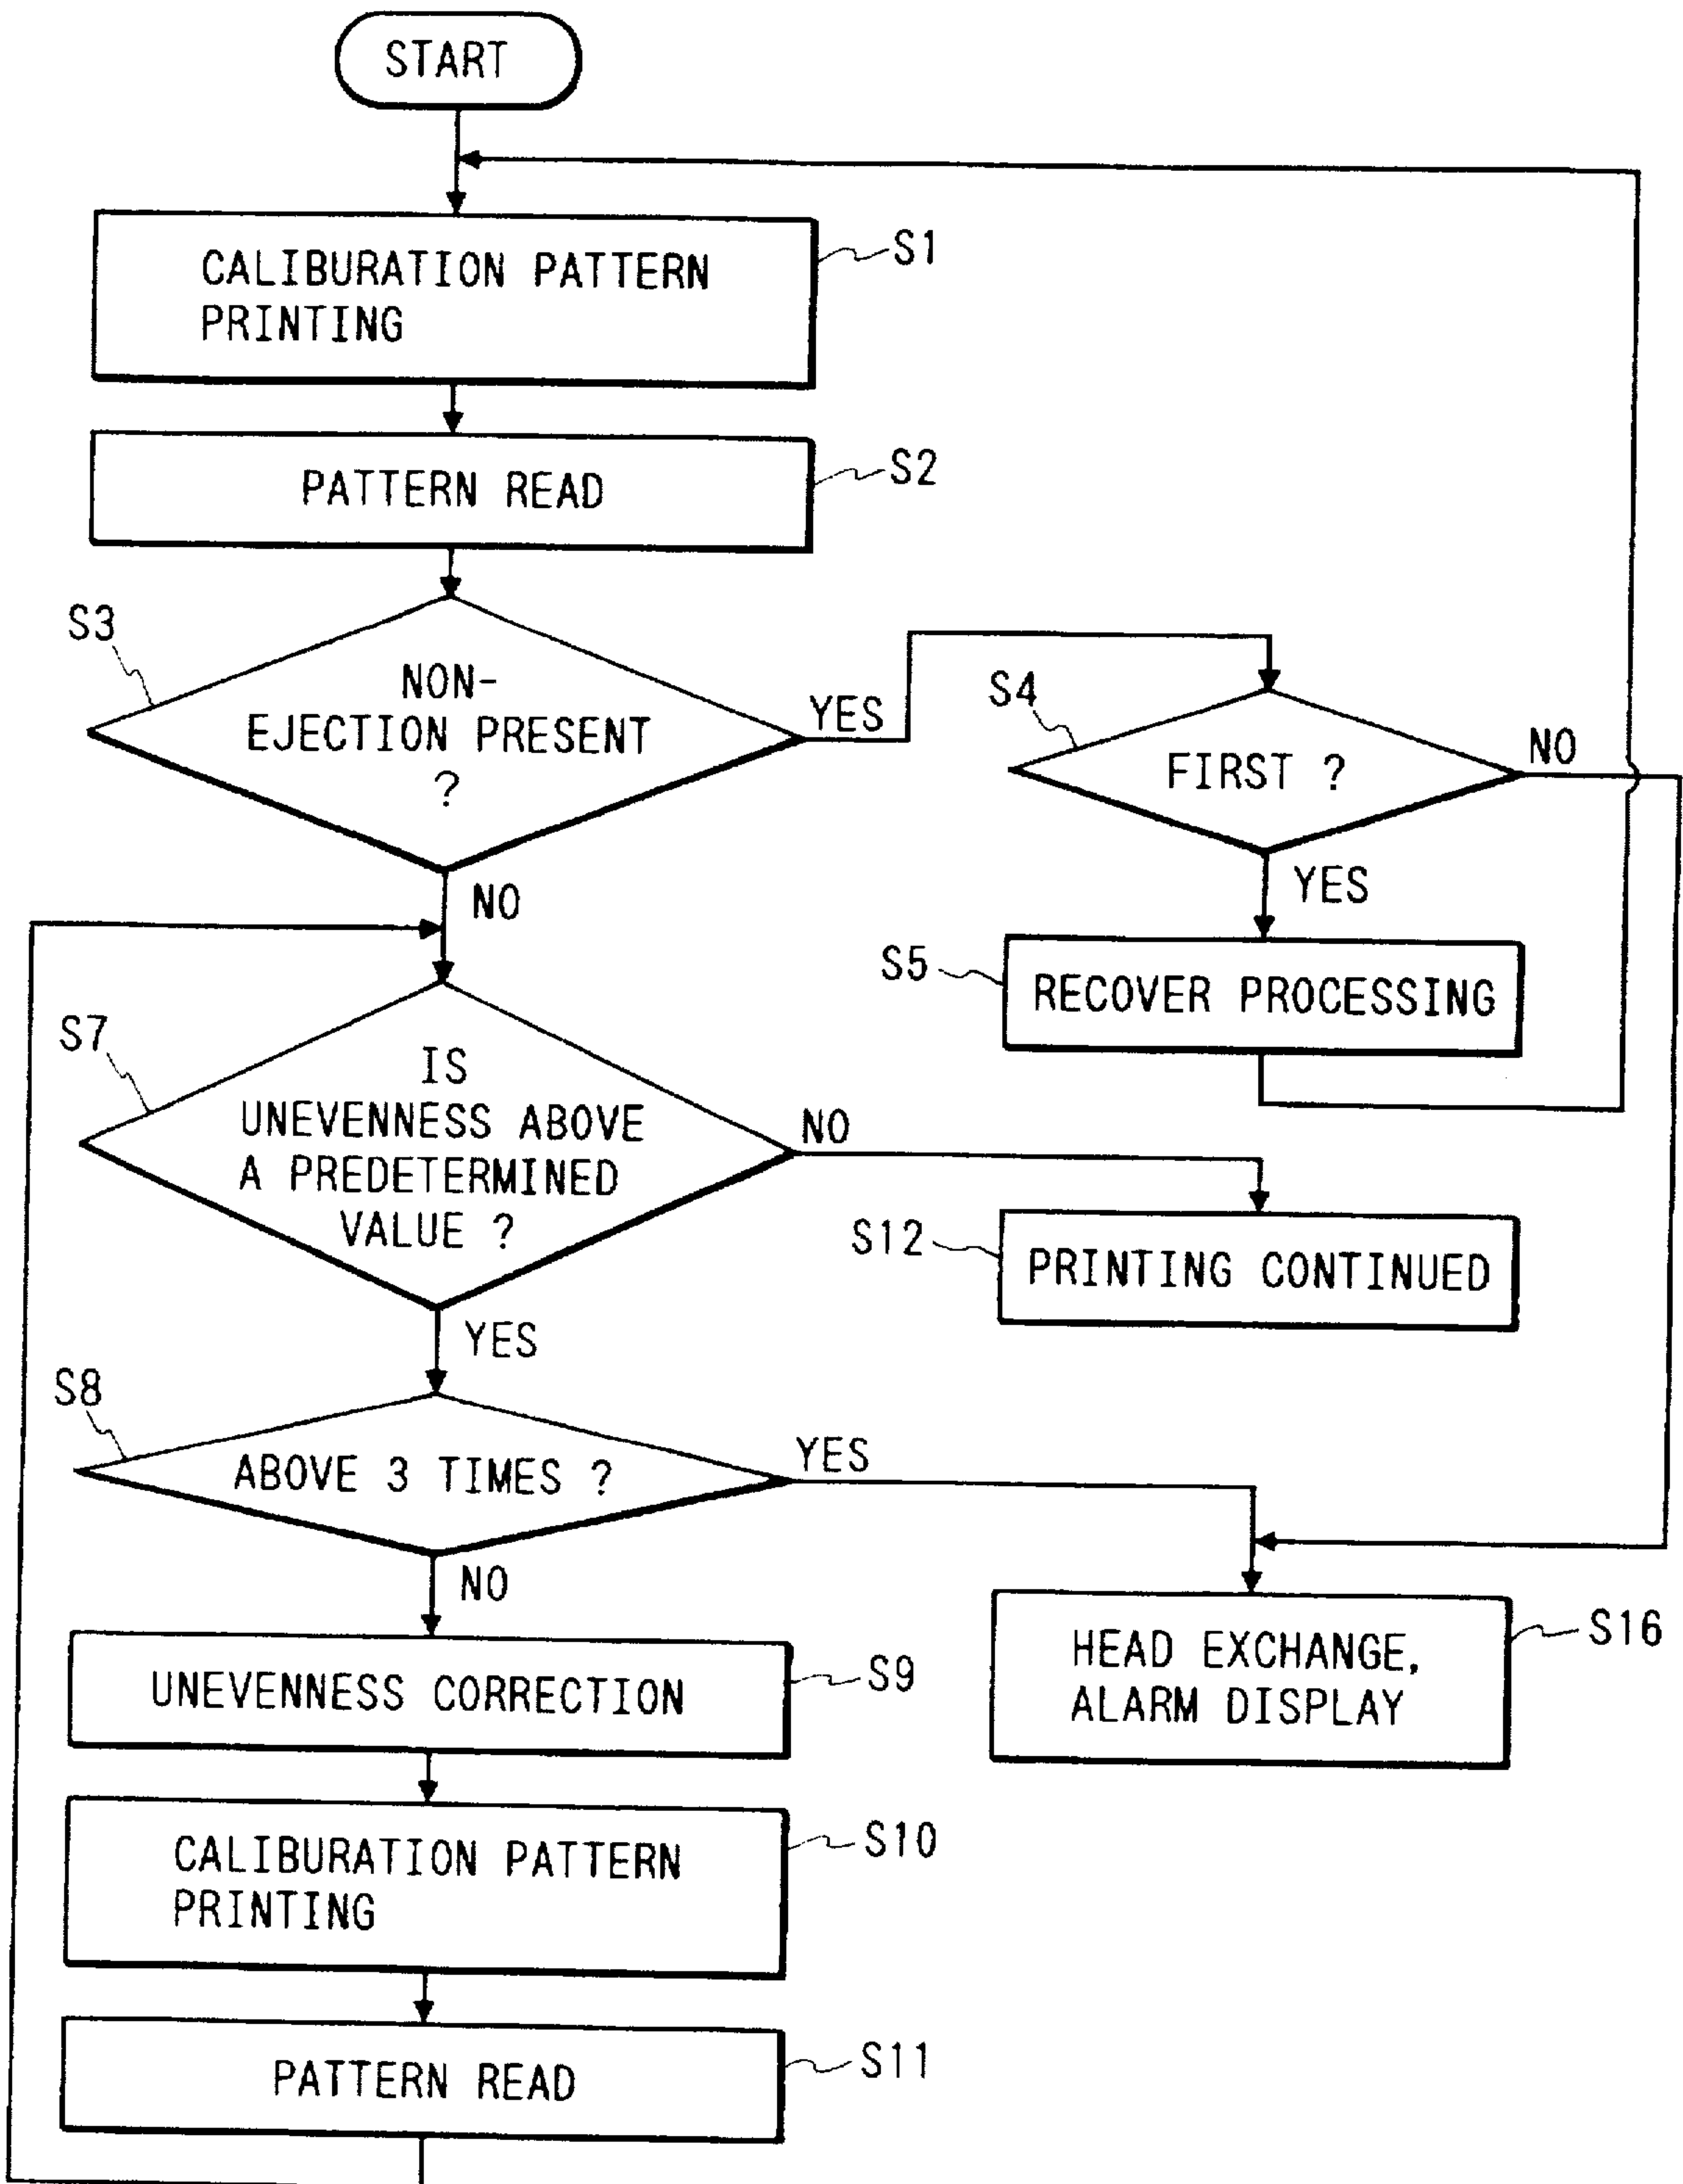 START
CALIBURATION PATTERN
PRINTING
S1
PATTERN READ
S2
S3
NON-
EJECTION PRESENT
?
YES
NO
S4
FIRST ?
NO
YES
S5
RECOVER PROCESSING
S7
IS
UNEVENNESS ABOVE
A PREDETERMINED
VALUE ?
NO
YES
S12
PRINTING CONTINUED
S8
ABOVE 3 TIMES ?
YES
NO
S9
UNEVENNESS CORRECTION
HEAD EXCHANGE,
ALARM DISPLAY
S16
CALIBURATION PATTERN
PRINTING
S10
PATTERN READ
S11